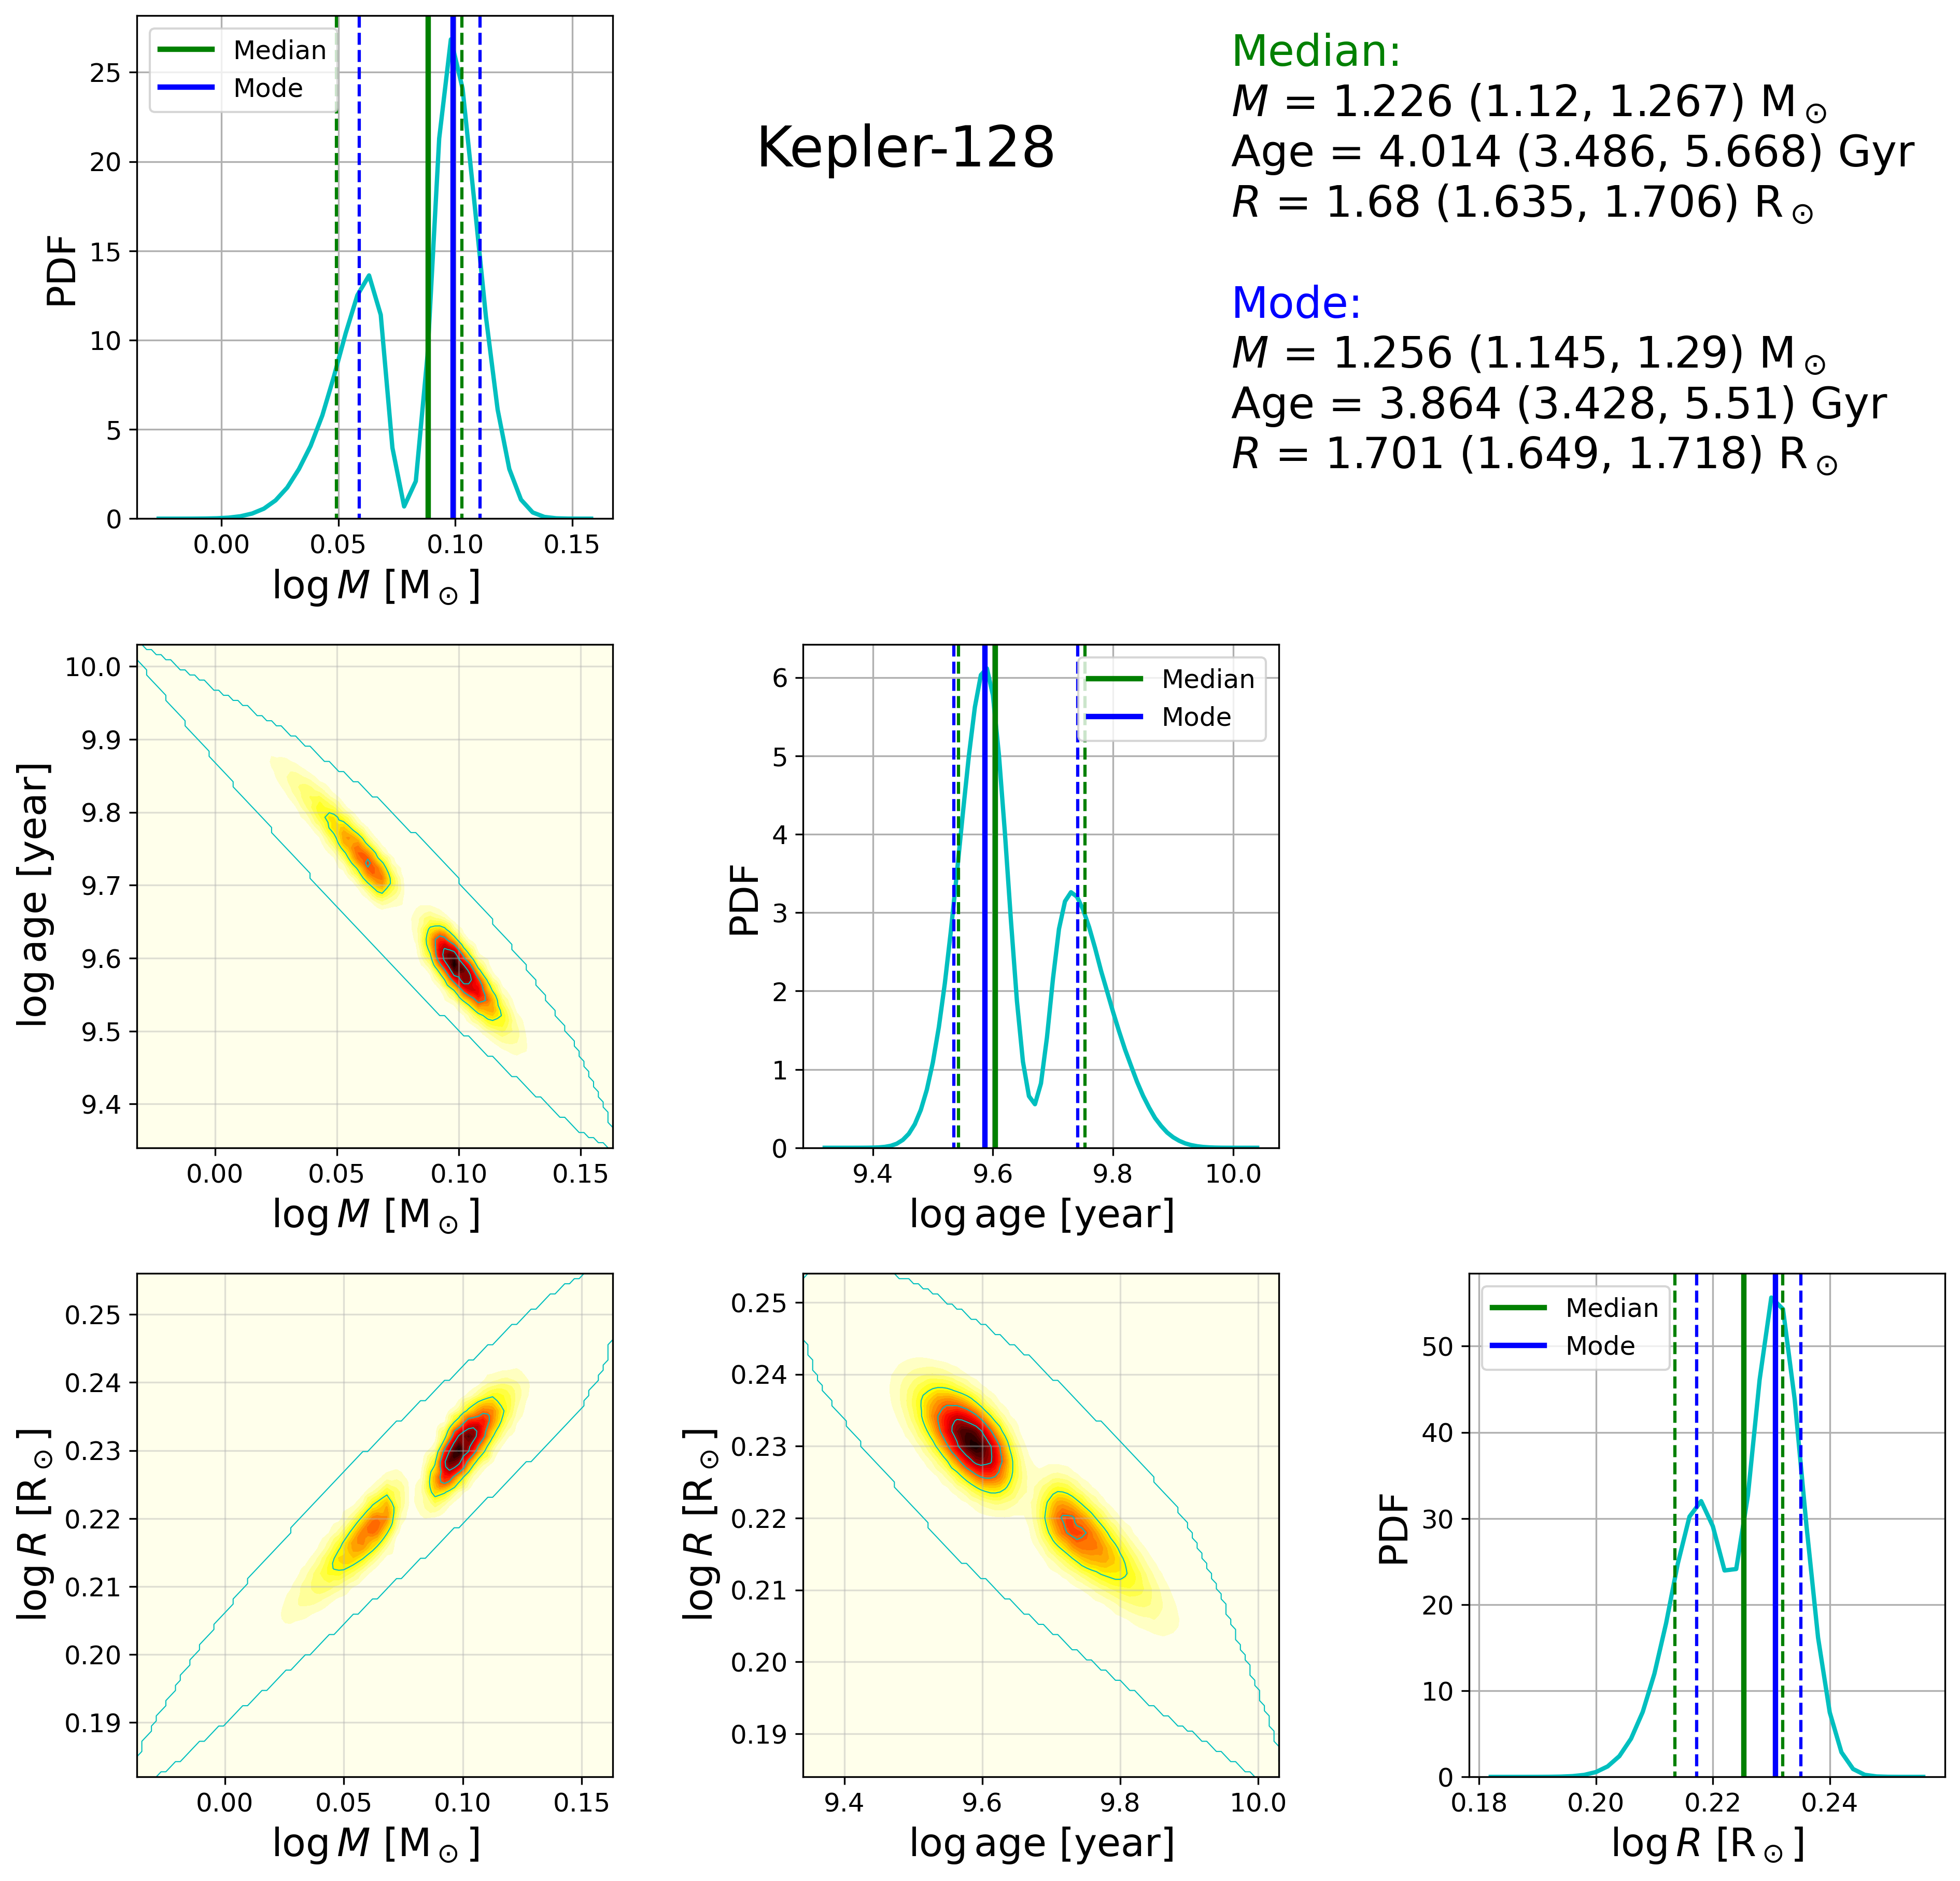 Median
Mode
25
20
15
10
5
0
PDF
0.00 0.05 0.10 0.15
log M [M⊙]
Kepler-128
Median:
M = 1.226 (1.12, 1.267) M⊙
Age = 4.014 (3.486, 5.668) Gyr
R = 1.68 (1.635, 1.706) R⊙
Mode:
M = 1.256 (1.145, 1.29) M⊙
Age = 3.864 (3.428, 5.51) Gyr
R = 1.701 (1.649, 1.718) R⊙
10.0
9.9
9.8
9.7
9.6
9.5
9.4
log age [year]
0.00 0.05 0.10 0.15
log M [M⊙]
Median
Mode
6
5
4
3
2
1
0
PDF
9.4 9.6 9.8 10.0
log age [year]
0.25
0.24
0.23
0.22
0.21
0.20
0.19
log R [R⊙]
0.00 0.05 0.10 0.15
log M [M⊙]
0.25
0.24
0.23
0.22
0.21
0.20
0.19
log R [R⊙]
9.4 9.6 9.8 10.0
log age [year]
Median
Mode
50
40
30
20
10
0
PDF
0.18 0.20 0.22 0.24
log R [R⊙]